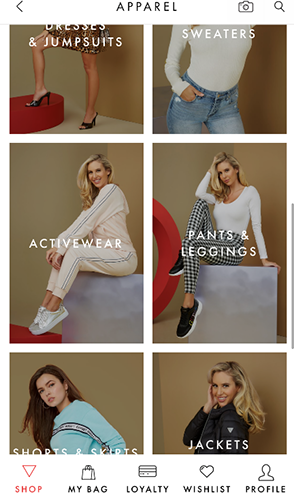 APPAREL
DRESSES
& JUMPSUITS
SWEATERS
ACTIVEWEAR
PANTS &
LEGGINGS
SHORTS & SKIRTS
JACKETS
SHOP
MY BAG
LOYALTY
WISHLIST
PROFILE